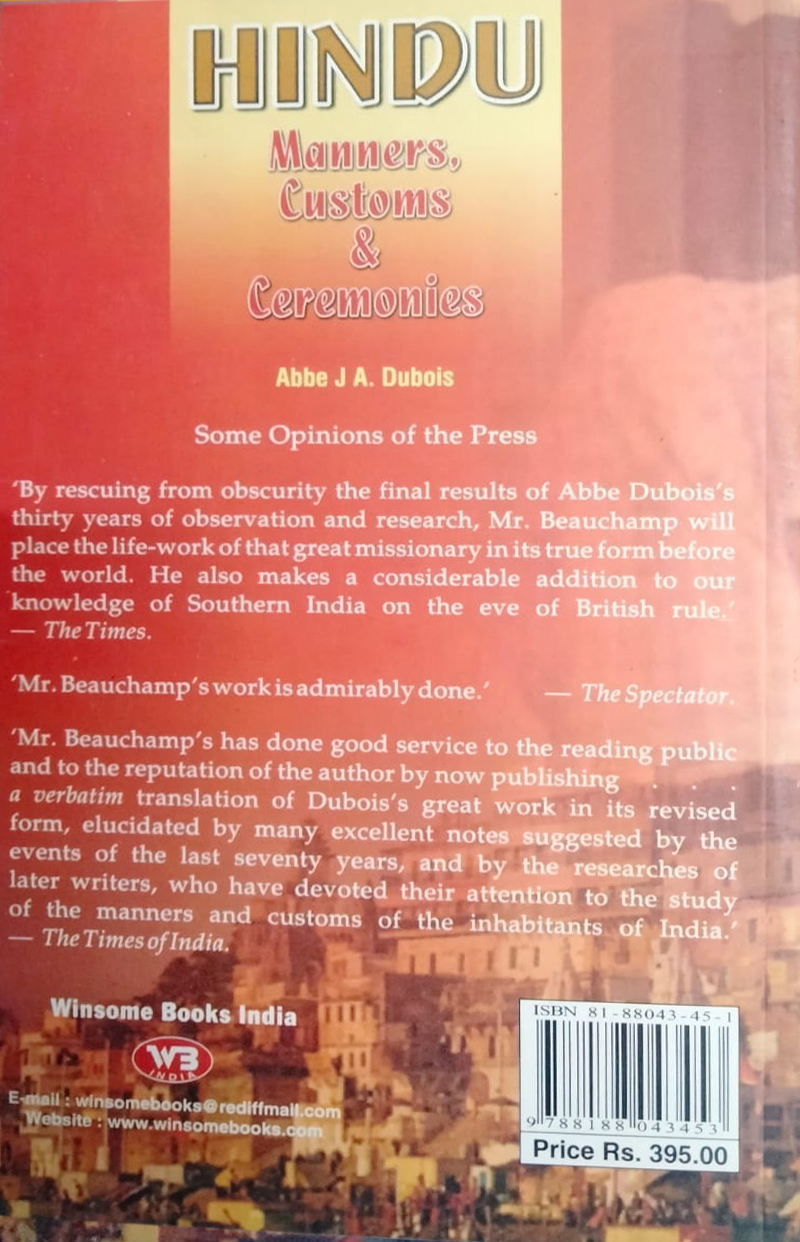 HINDU
Manners,
Customs
&
Ceremonies
Abbe J A. Dubois
Some Opinions of the Press
'By rescuing from obscurity the final results of Abbe Dubois's
thirty years of observation and research, Mr. Beauchamp will
place the life-work of that great missionary in its true form before
the world. He also makes a considerable addition to our
knowledge of Southern India on the eve of British rule.'
— The Times.
'Mr. Beauchamp's work is admirably done.' — The Spectator.
'Mr. Beauchamp's has done good service to the reading public
and to the reputation of the author by now publishing . . . .
a verbatim translation of Dubois's great work in its revised
form, elucidated by many excellent notes suggested by the
events of the last seventy years, and by the researches of
later writers, who have devoted their attention to the study
of the manners and customs of the inhabitants of India.'
— The Times of India.
Winsome Books India
WB
INDIA
E-mail : winsomebooks@rediffmail.com
Website : www.winsomebooks.com
ISBN 81-88043-45-1
9 788188 043453
Price Rs. 395.00